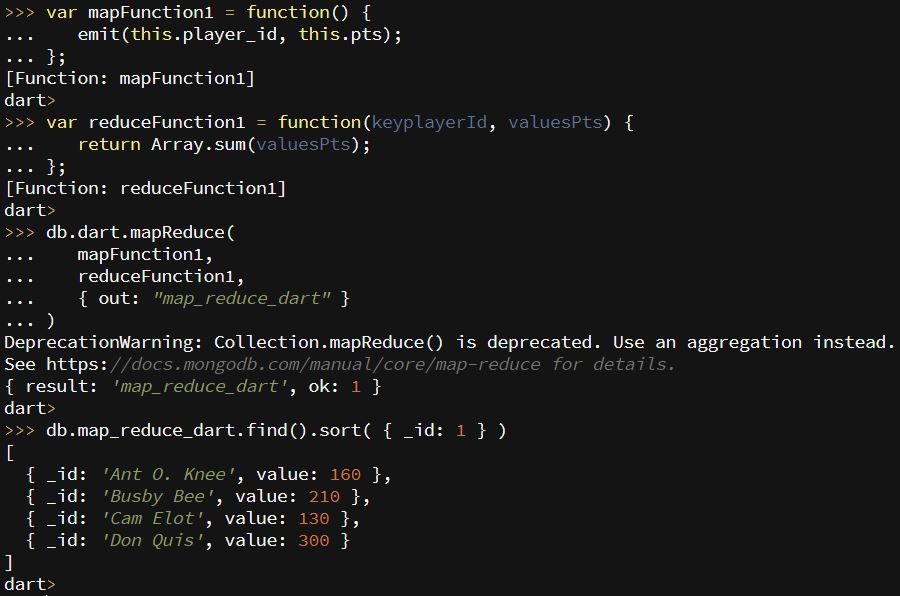 >>> var mapFunction1 = function() {
...    emit(this.player_id, this.pts);
... };
[Function: mapFunction1]
dart>
>>> var reduceFunction1 = function(keyplayerId, valuesPts) {
...    return Array.sum(valuesPts);
... };
[Function: reduceFunction1]
dart>
>>> db.dart.mapReduce(
...    mapFunction1,
...    reduceFunction1,
...    { out: "map_reduce_dart" }
... )
DeprecationWarning: Collection.mapReduce() is deprecated. Use an aggregation instead.
See https://docs.mongodb.com/manual/core/map-reduce for details.
{ result: 'map_reduce_dart', ok: 1 }
dart>
>>> db.map_reduce_dart.find().sort( { _id: 1 } )
[
  { _id: 'Ant O. Knee', value: 160 },
  { _id: 'Busby Bee', value: 210 },
  { _id: 'Cam Elot', value: 130 },
  { _id: 'Don Quis', value: 300 }
]
dart>